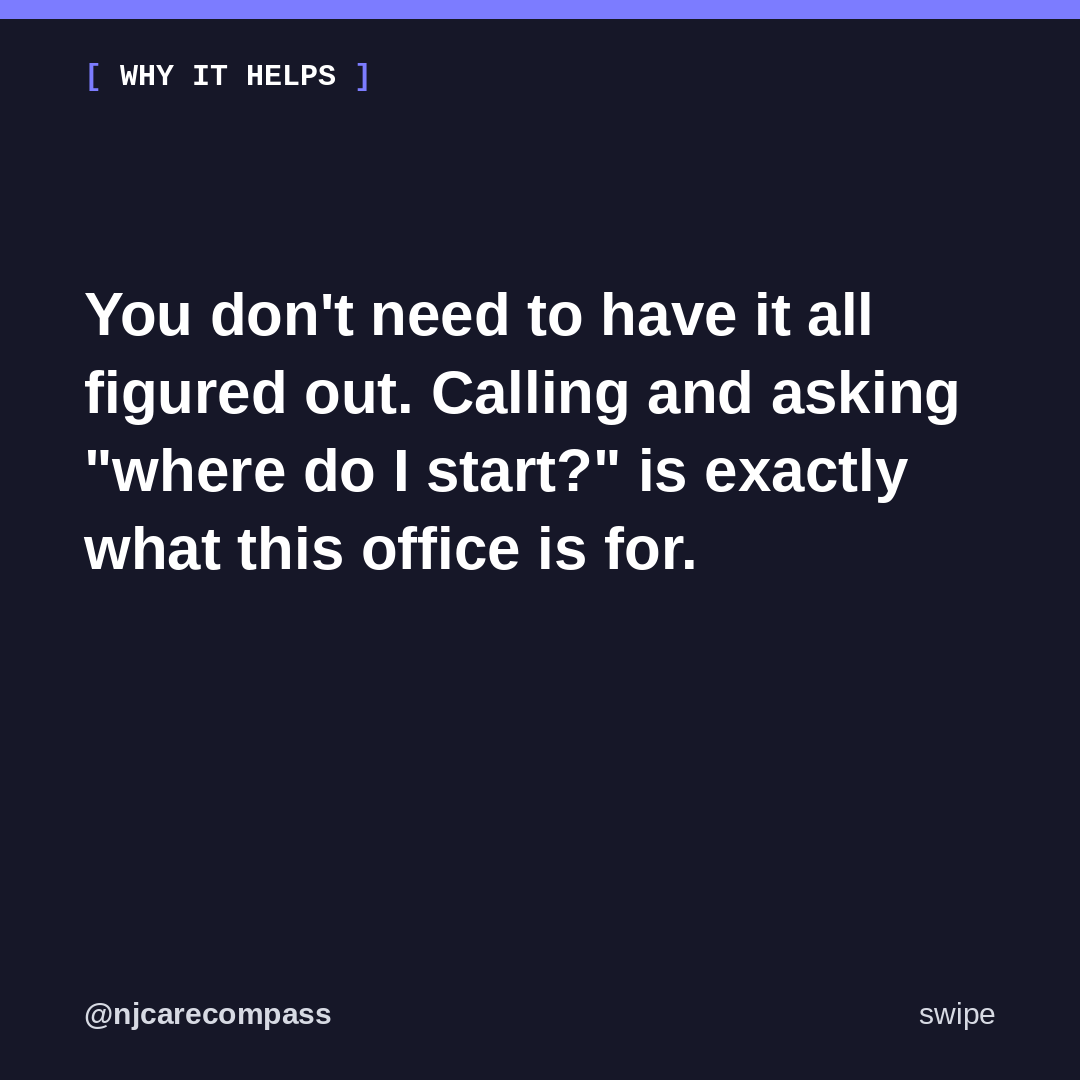 [ WHY IT HELPS ]
You don't need to have it all
figured out. Calling and asking
"where do I start?" is exactly
what this office is for.
@njcarecompass
swipe